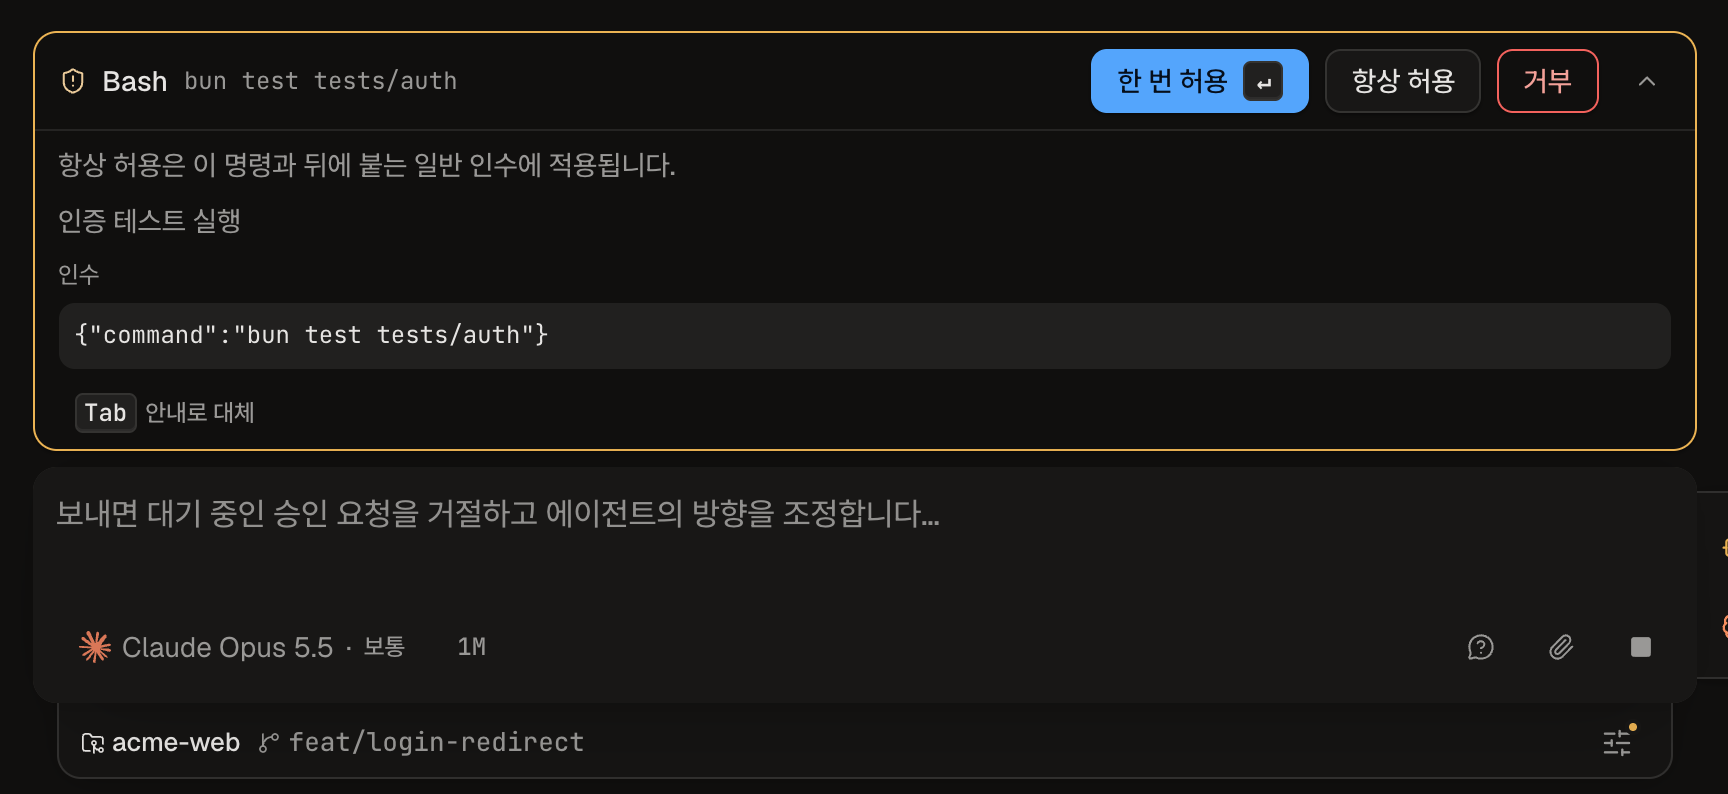 Bash bun test tests/auth 한 번 허용 ↵ 항상 허용 거부
항상 허용은 이 명령과 뒤에 붙는 일반 인수에 적용됩니다.
인증 테스트 실행
인수
{"command":"bun test tests/auth"}
Tab 안내로 대체
보내면 대기 중인 승인 요청을 거절하고 에이전트의 방향을 조정합니다...
Claude Opus 5.5 · 보통 1M
acme-web feat/login-redirect